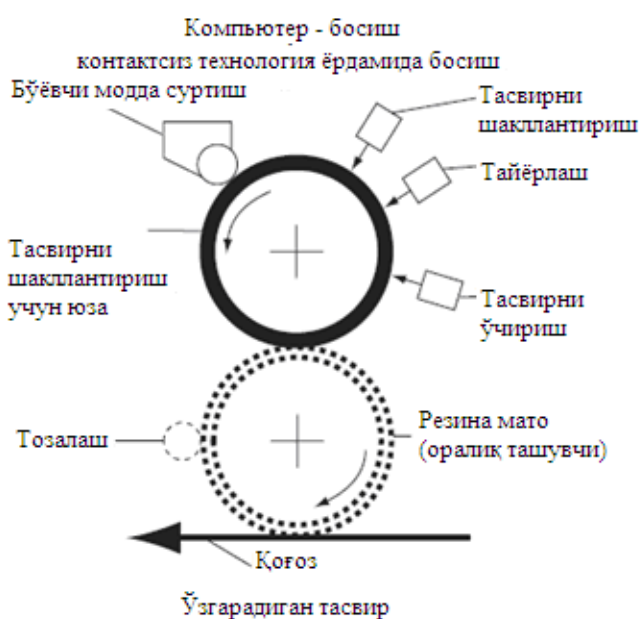 Компьютер - босиш
контактсиз технология ёрдамида босиш
Бўёвчи модда суртиш
Тасвирни
шакллантириш
Тайёрлаш
Тасвирни
шакллантириш
учун юза
Тасвирни
ўчириш
Тозалаш
Резина мато
(оралиқ ташувчи)
Қоғоз
Ўзгарадиган тасвир